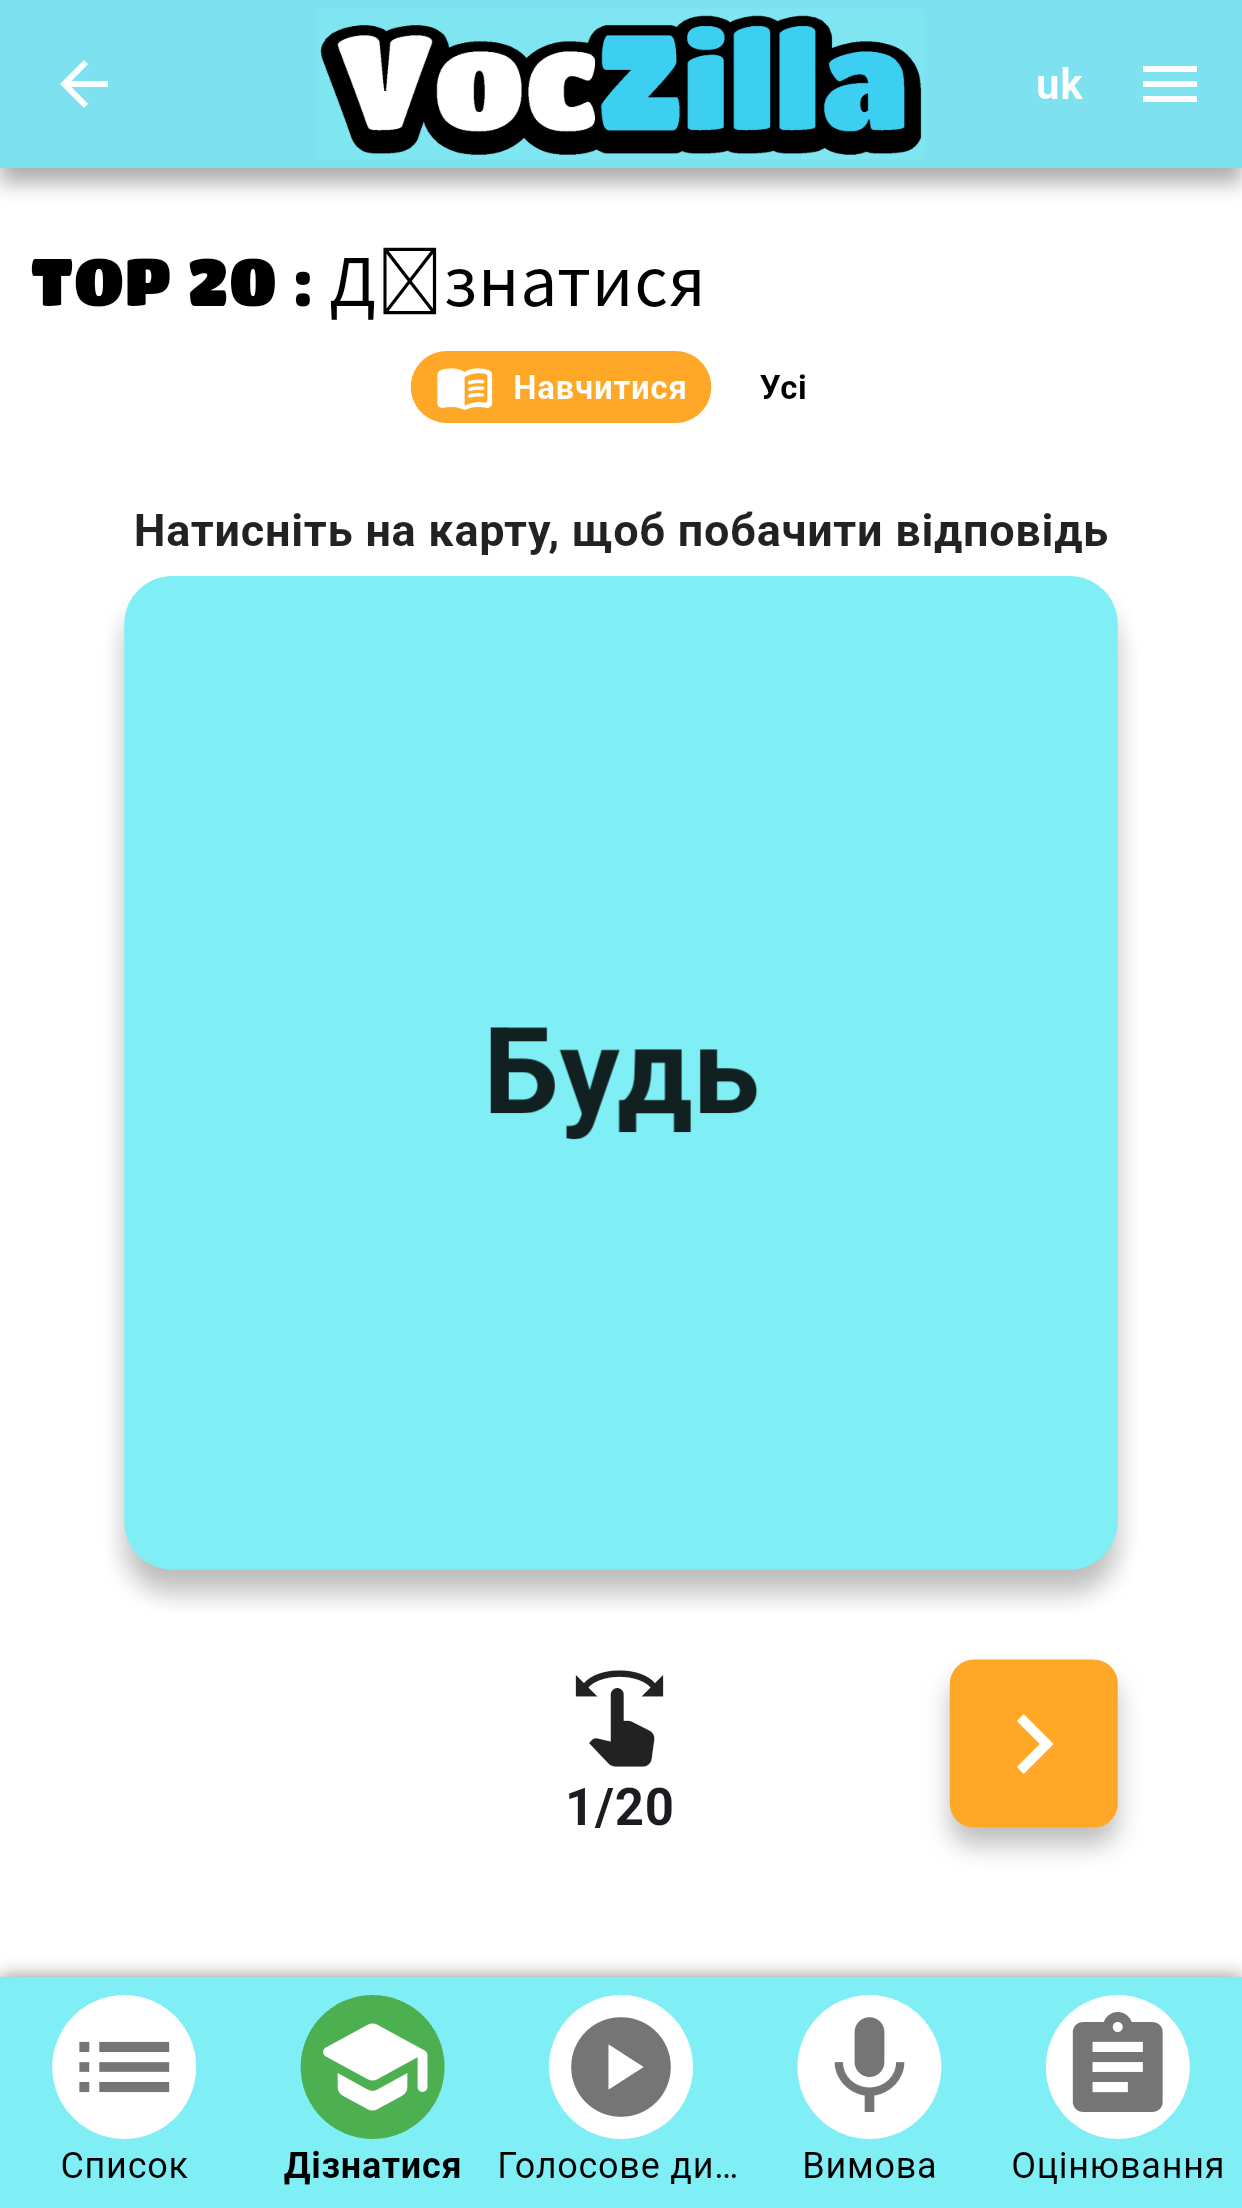 VocZilla
uk
TOP 20 : Д☒знатися
Навчитися
Усі
Натисніть на карту, щоб побачити відповідь
Будь
1/20
Список
Дізнатися
Голосове ди...
Вимова
Оцінювання